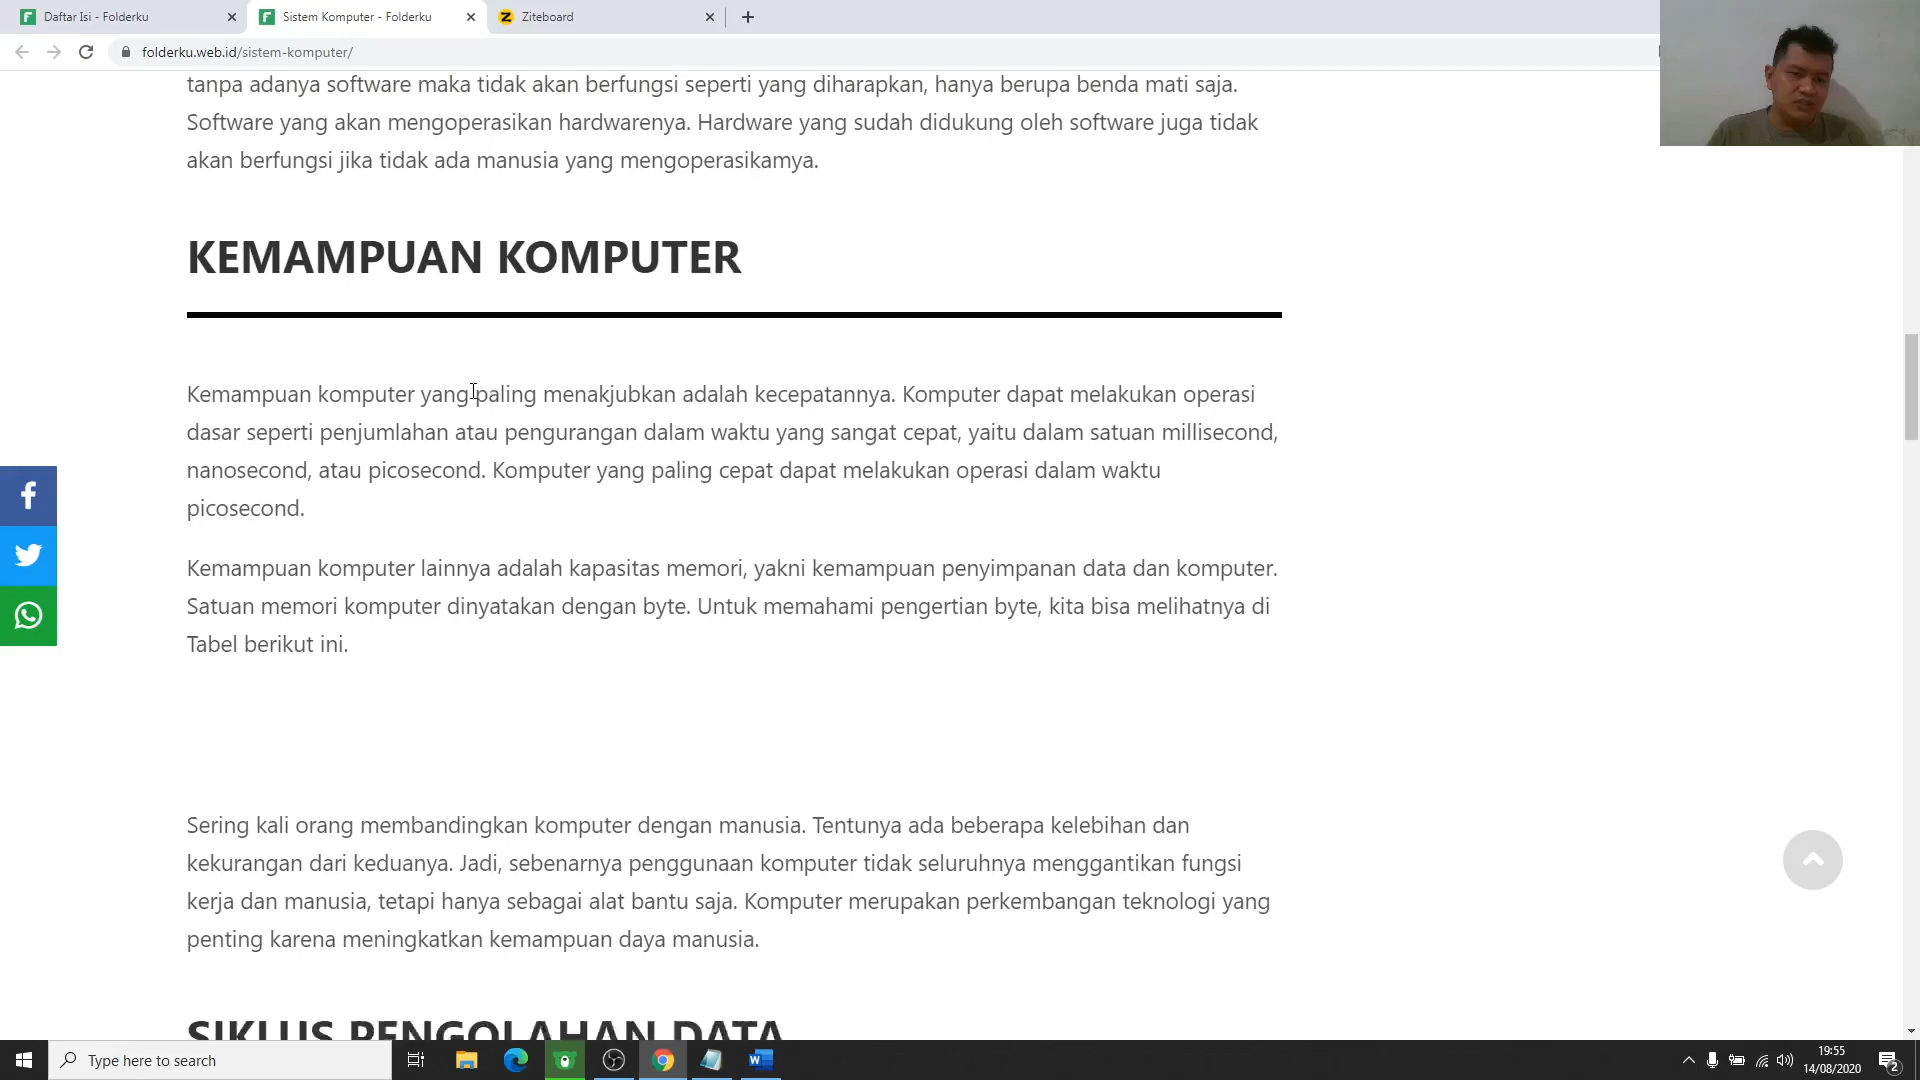 Daftar Isi - Folderku
Sistem Komputer - Folderku
Ziteboard
folderku.web.id/sistem-komputer/
tanpa adanya software maka tidak akan berfungsi seperti yang diharapkan, hanya berupa benda mati saja.
Software yang akan mengoperasikan hardwarenya. Hardware yang sudah didukung oleh software juga tidak
akan berfungsi jika tidak ada manusia yang mengoperasikamya.
KEMAMPUAN KOMPUTER
Kemampuan komputer yang paling menakjubkan adalah kecepatannya. Komputer dapat melakukan operasi
dasar seperti penjumlahan atau pengurangan dalam waktu yang sangat cepat, yaitu dalam satuan millisecond,
nanosecond, atau picosecond. Komputer yang paling cepat dapat melakukan operasi dalam waktu
picosecond.
Kemampuan komputer lainnya adalah kapasitas memori, yakni kemampuan penyimpanan data dan komputer.
Satuan memori komputer dinyatakan dengan byte. Untuk memahami pengertian byte, kita bisa melihatnya di
Tabel berikut ini.
Sering kali orang membandingkan komputer dengan manusia. Tentunya ada beberapa kelebihan dan
kekurangan dari keduanya. Jadi, sebenarnya penggunaan komputer tidak seluruhnya menggantikan fungsi
kerja dan manusia, tetapi hanya sebagai alat bantu saja. Komputer merupakan perkembangan teknologi yang
penting karena meningkatkan kemampuan daya manusia.
SIKLUS PENGOLAHAN DATA
Type here to search
19:55
14/08/2020
2